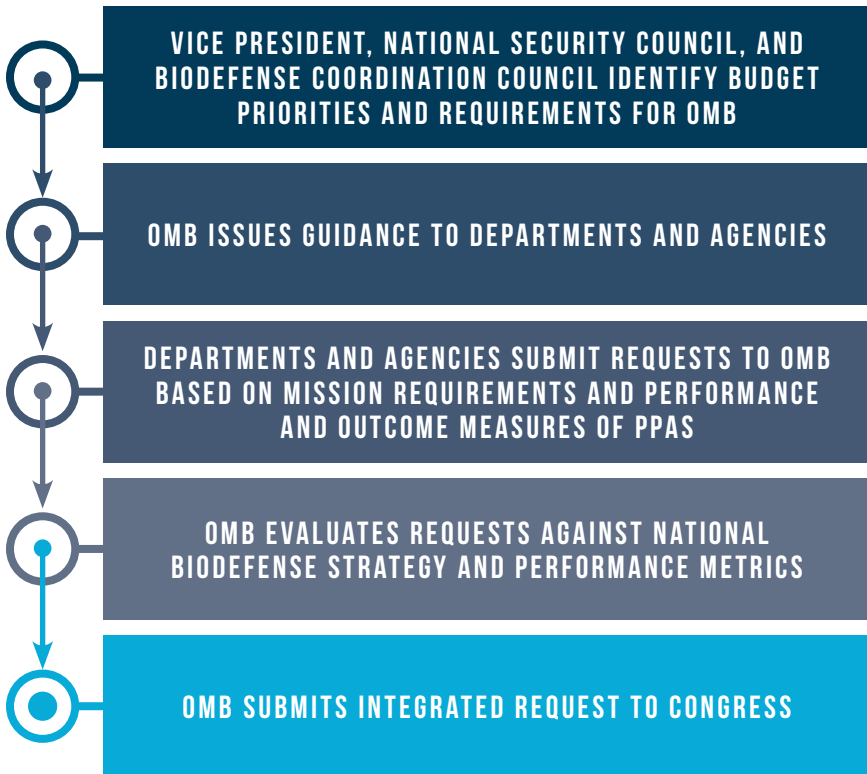 VICE PRESIDENT, NATIONAL SECURITY COUNCIL, AND
BIODEFENSE COORDINATION COUNCIL IDENTIFY BUDGET
PRIORITIES AND REQUIREMENTS FOR OMB
OMB ISSUES GUIDANCE TO DEPARTMENTS AND AGENCIES
DEPARTMENTS AND AGENCIES SUBMIT REQUESTS TO OMB
BASED ON MISSION REQUIREMENTS AND PERFORMANCE
AND OUTCOME MEASURES OF PPAS
OMB EVALUATES REQUESTS AGAINST NATIONAL
BIODEFENSE STRATEGY AND PERFORMANCE METRICS
OMB SUBMITS INTEGRATED REQUEST TO CONGRESS